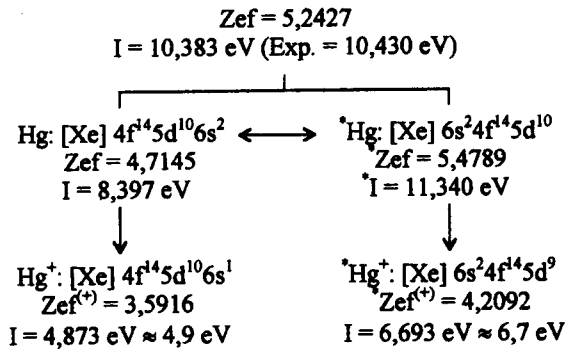 Zef = 5,2427
I = 10,383 eV (Exp. = 10,430 eV)
Hg: [Xe] 4f¹⁴5d¹⁰6s² ⟷ *Hg: [Xe] 6s²4f¹⁴5d¹⁰
Zef = 4,7145 *Zef = 5,4789
I = 8,397 eV *I = 11,340 eV
Hg⁺: [Xe] 4f¹⁴5d¹⁰6s¹ *Hg⁺: [Xe] 6s²4f¹⁴5d⁹
Zef⁽⁺⁾ = 3,5916 *Zef⁽⁺⁾ = 4,2092
I = 4,873 eV ≈ 4,9 eV I = 6,693 eV ≈ 6,7 eV